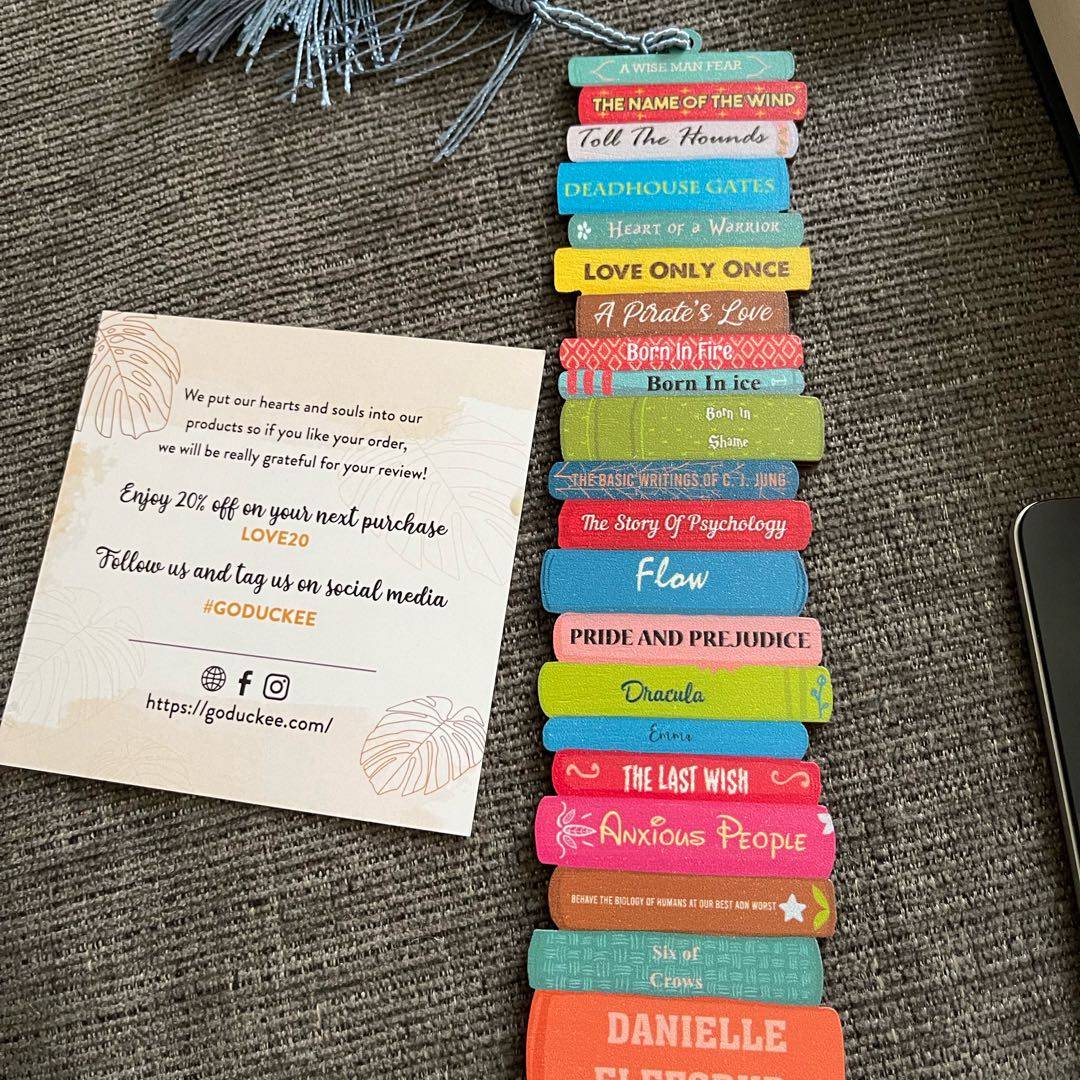 We put our hearts and souls into our
products so if you like your order,
we will be really grateful for your review!
Enjoy 20% off on your next purchase
LOVE20
Follow us and tag us on social media
#GODUCKEE
https://goduckee.com/
A WISE MAN FEAR
THE NAME OF THE WIND
Toll The Hounds
DEADHOUSE GATES
HEART OF A WARRIOR
LOVE ONLY ONCE
A Pirate's Love
Born In Fire
Born In ice
Born In
Shame
THE BASIC WRITINGS OF C. J. JUNG
The Story Of Psychology
Flow
PRIDE AND PREJUDICE
Dracula
Emma
THE LAST WISH
ANXIOUS PEOPLE
BEHAVE THE BIOLOGY OF HUMANS AT OUR BEST ADN WORST
Six of
Crows
DANIELLE